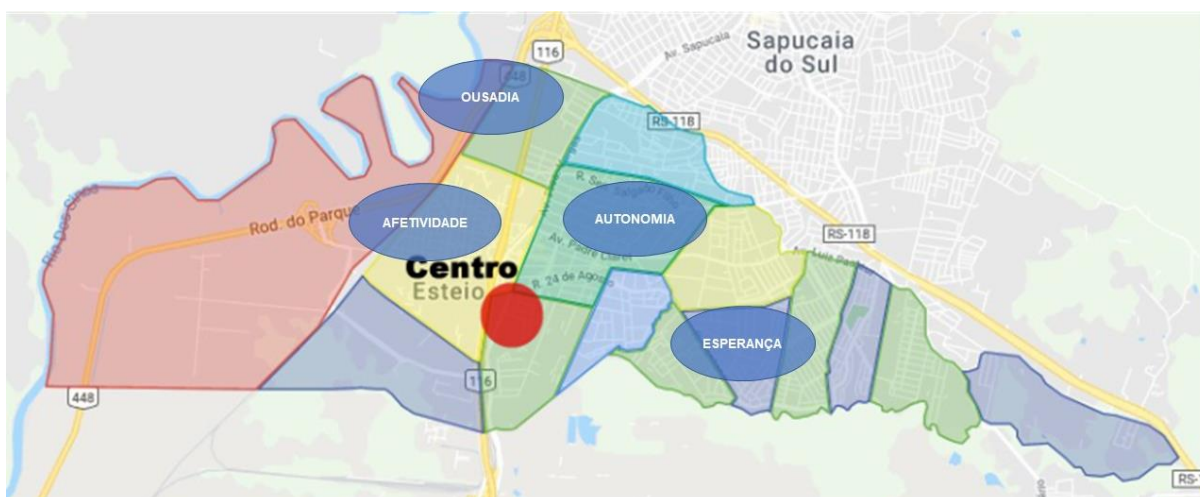 Sapucaia
do Sul
Av. Sapucaia
116
448
OUSADIA
RS-118
AFETIVIDADE
AUTONOMIA
Rod. do Parque
RS-118
Av. Padre Claret
Centro
Esteio
R. 24 de Agosto
ESPERANÇA
116
448